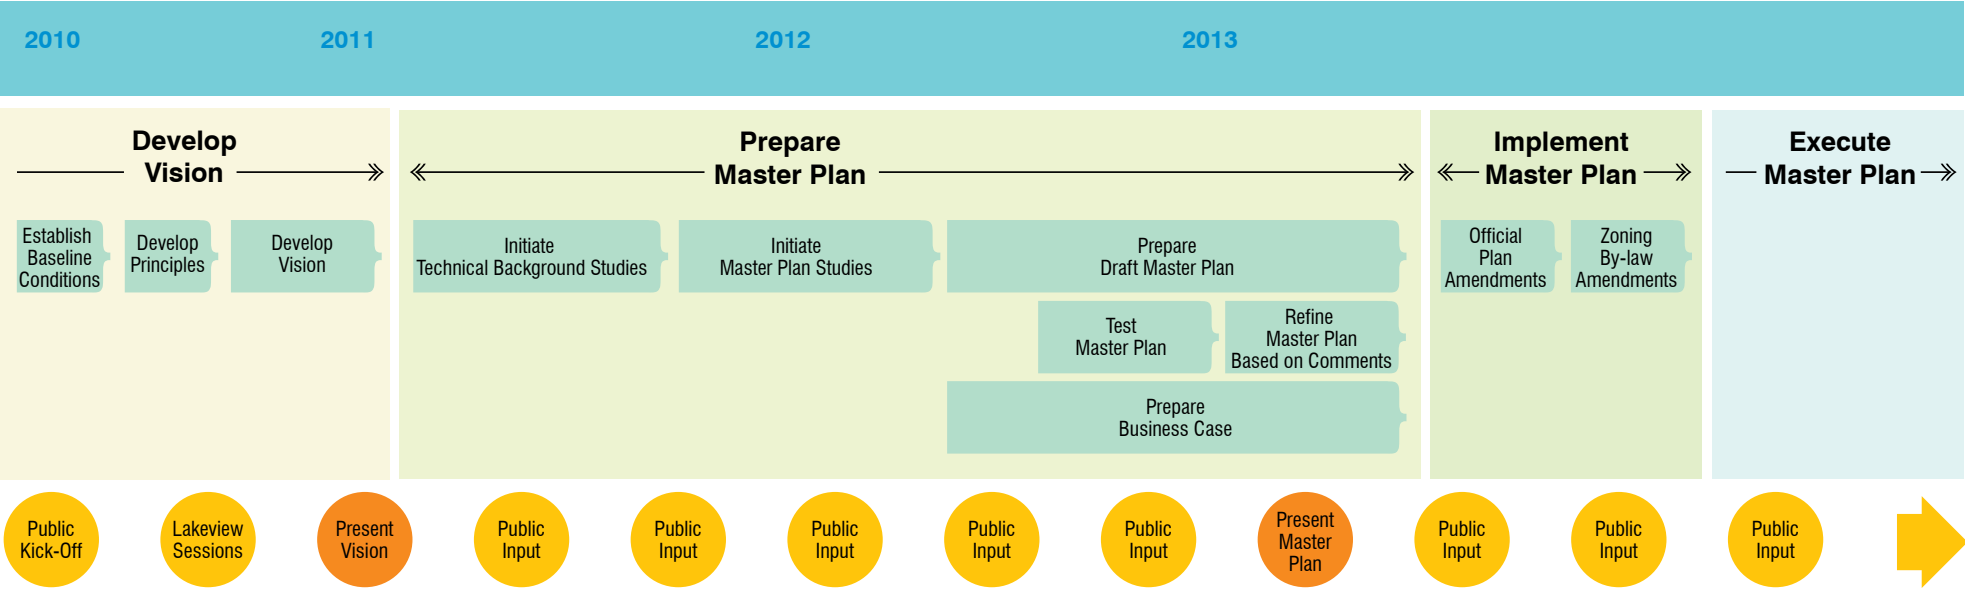 2010
2011
2012
2013
Develop
Vision
Prepare
Master Plan
Implement
Master Plan
Execute
Master Plan
Establish
Baseline
Conditions
Develop
Principles
Develop
Vision
Initiate
Technical Background Studies
Initiate
Master Plan Studies
Prepare
Draft Master Plan
Official
Plan
Amendments
Zoning
By-law
Amendments
Test
Master Plan
Refine
Master Plan
Based on Comments
Prepare
Business Case
Public
Kick-Off
Lakeview
Sessions
Present
Vision
Public
Input
Public
Input
Public
Input
Public
Input
Public
Input
Present
Master
Plan
Public
Input
Public
Input
Public
Input